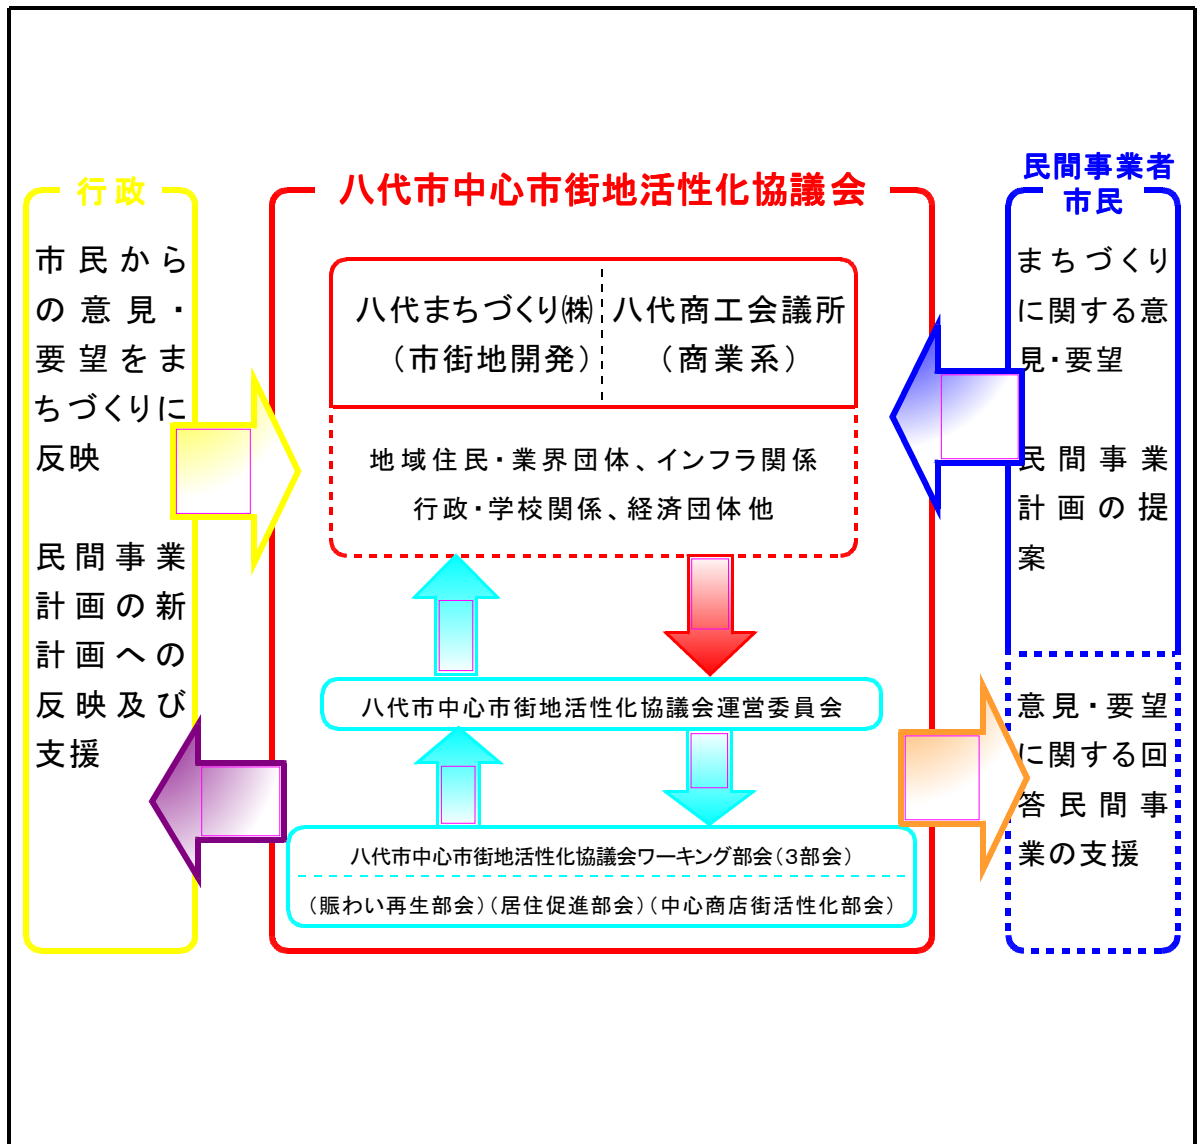 行政
市民から
の意見・
要望をま
ちづくりに
反映
民間事業
計画の新
計画への
反映及び
支援
八代市中心市街地活性化協議会
八代まちづくり㈱
(市街地開発)
八代商工会議所
(商業系)
地域住民・業界団体、インフラ関係
行政・学校関係、経済団体他
八代市中心市街地活性化協議会運営委員会
八代市中心市街地活性化協議会ワーキング部会(3部会)
(賑わい再生部会)(居住促進部会)(中心商店街活性化部会)
民間事業者
市民
まちづくり
に関する意
見・要望
民間事業
計画の提
案
意見・要望
に関する回
答民間事
業の支援